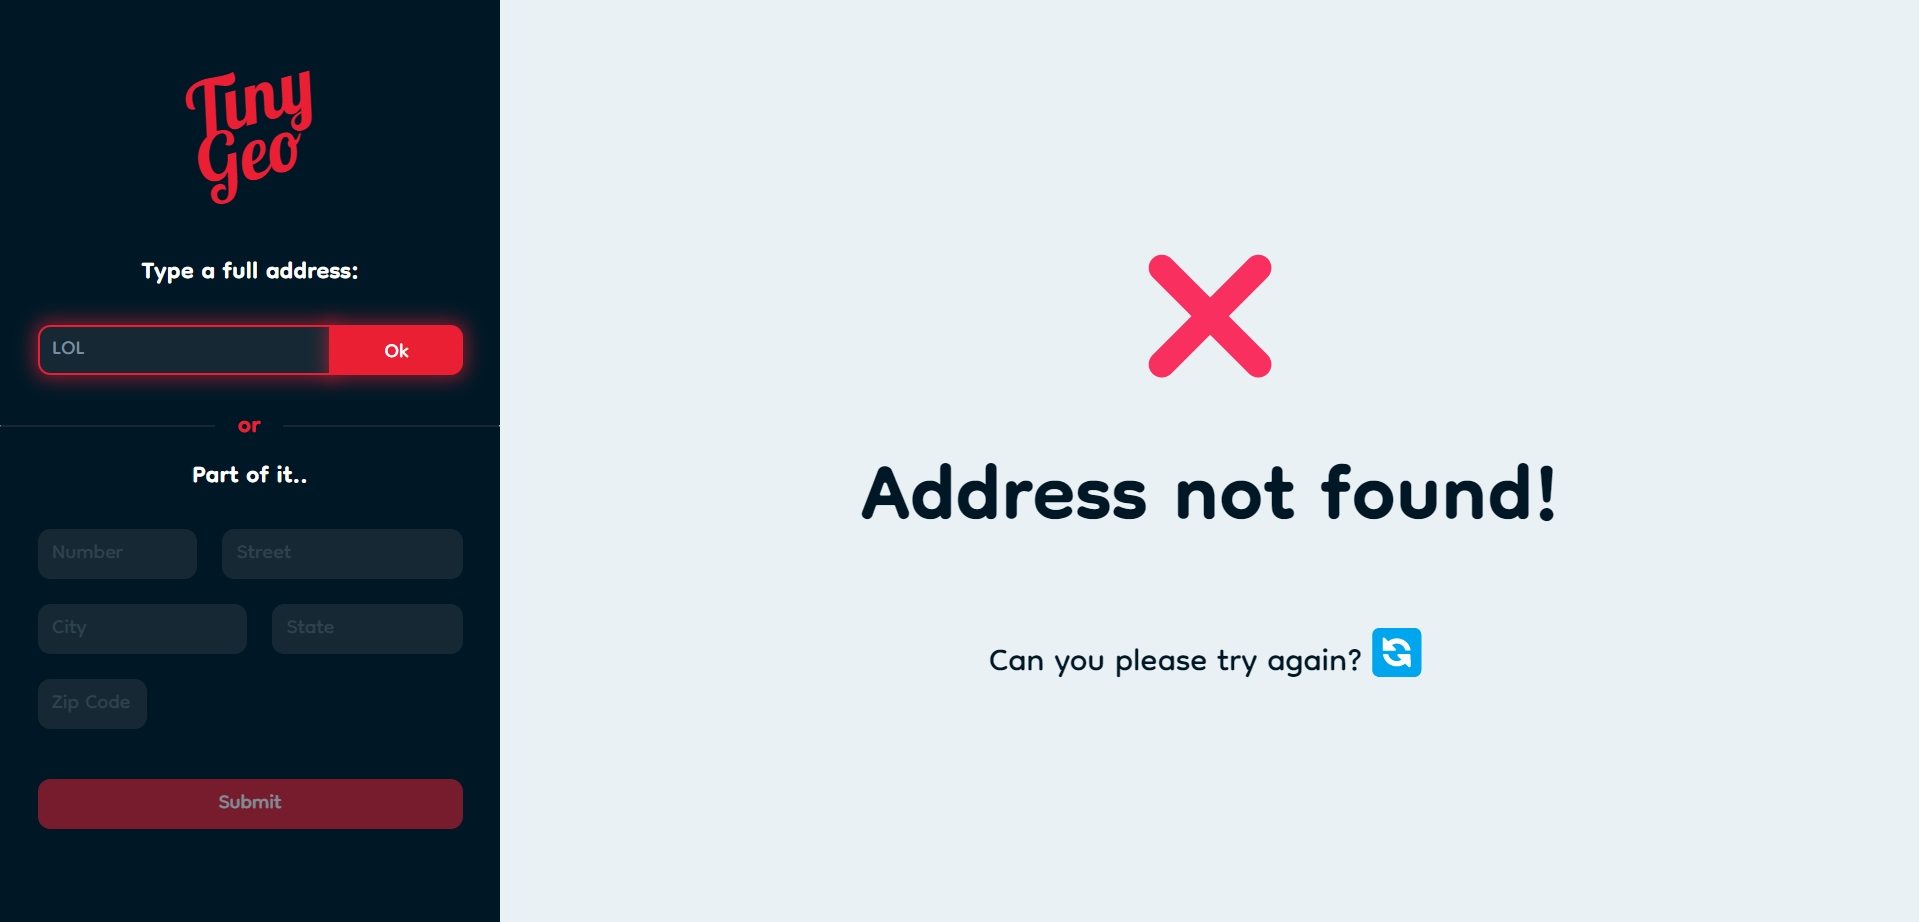 Tiny
Geo
Type a full address:
LOL
Ok
or
Part of it..
Number
Street
City
State
Zip Code
Submit
Address not found!
Can you please try again?